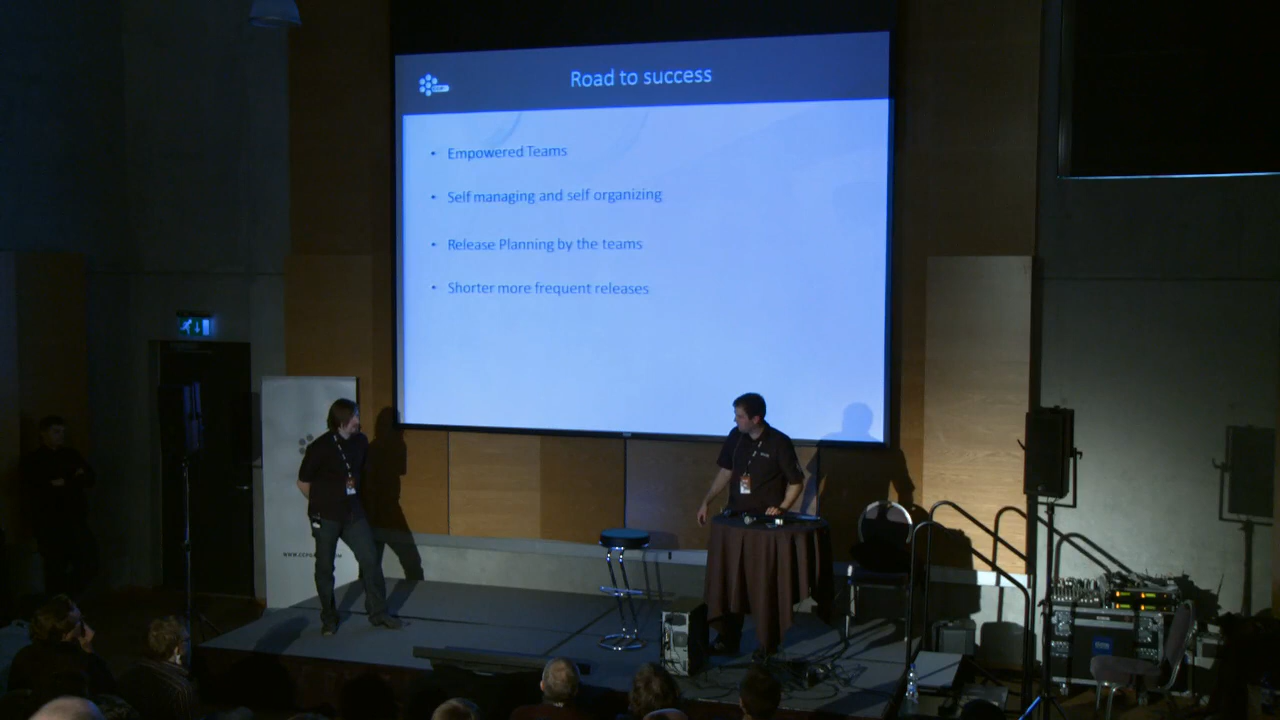 Road to success
• Empowered Teams
• Self managing and self organizing
• Release Planning by the teams
• Shorter more frequent releases